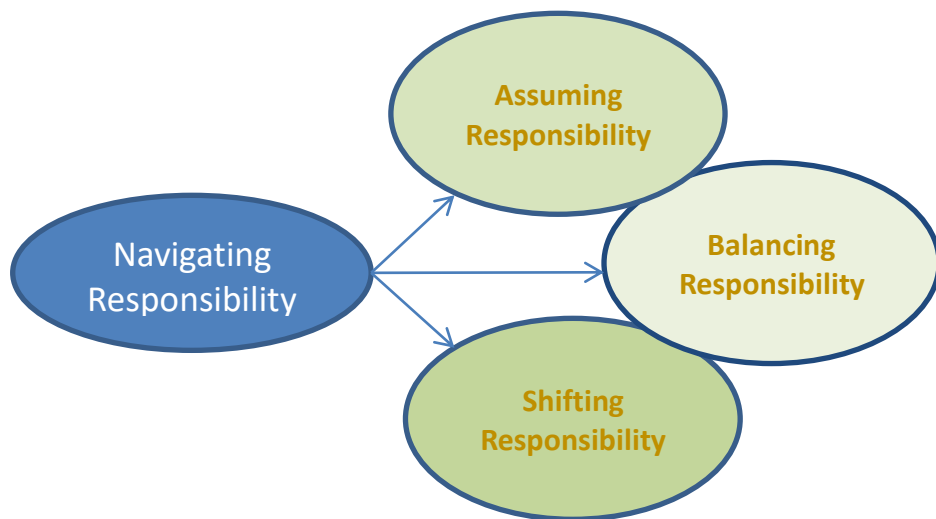 Navigating
Responsibility
Assuming
Responsibility
Balancing
Responsibility
Shifting
Responsibility